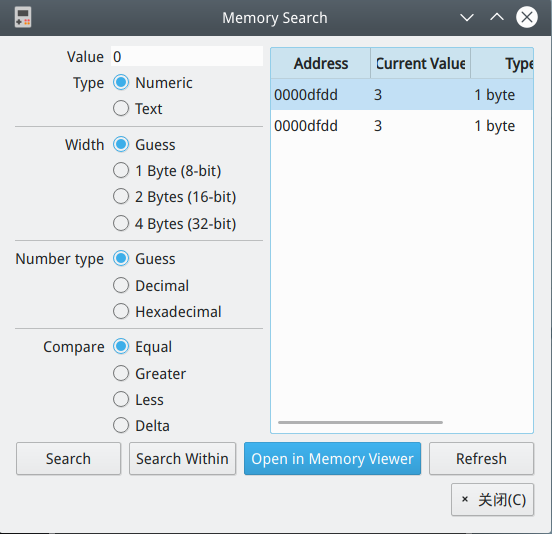 Memory Search
Value 0
Type Numeric
Text
Width Guess
1 Byte (8-bit)
2 Bytes (16-bit)
4 Bytes (32-bit)
Number type Guess
Decimal
Hexadecimal
Compare Equal
Greater
Less
Delta
Address Current Value Type
0000dfdd 3 1 byte
0000dfdd 3 1 byte
Search Search Within Open in Memory Viewer Refresh
× 关闭(C)